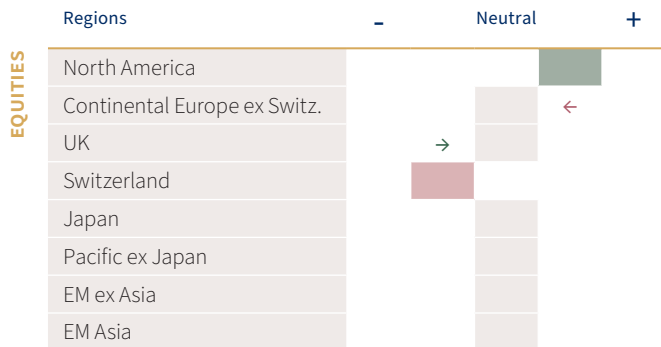 Regions - Neutral +
EQUITIES
North America
Continental Europe ex Switz. ←
UK →
Switzerland
Japan
Pacific ex Japan
EM ex Asia
EM Asia